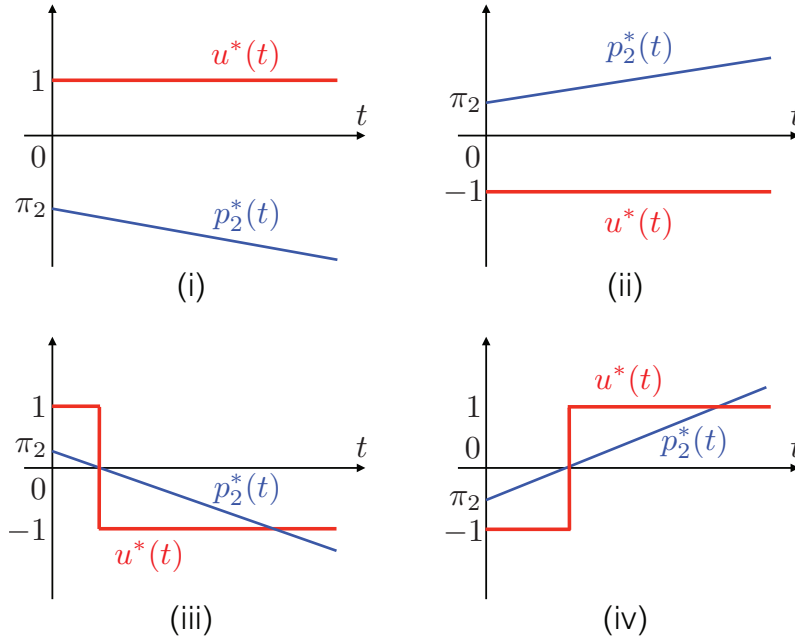 u*(t)
1
t
0
π₂
p₂*(t)
(i)
p₂*(t)
π₂
t
0
−1
u*(t)
(ii)
1
π₂
t
0
p₂*(t)
−1
u*(t)
(iii)
u*(t)
1
0
t
p₂*(t)
π₂
−1
(iv)